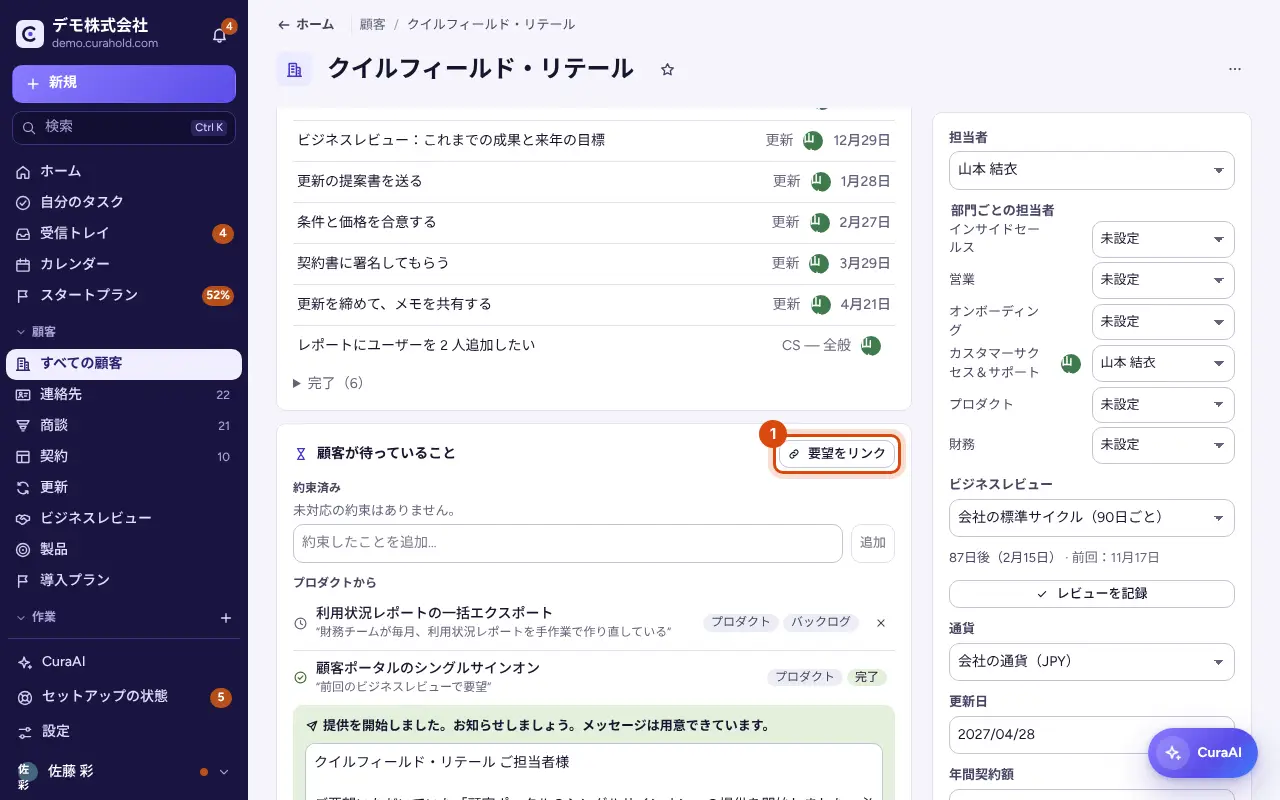 デモ株式会社
demo.curahold.com
4
新規
検索
Ctrl K
ホーム
自分のタスク
受信トレイ
4
カレンダー
スタートプラン
52%
顧客
すべての顧客
連絡先
22
商談
21
契約
10
更新
ビジネスレビュー
製品
導入プラン
作業
CuraAI
セットアップの状態
5
設定
佐彩
佐藤 彩
ホーム
顧客 / クイルフィールド・リテール
クイルフィールド・リテール
ビジネスレビュー：これまでの成果と来年の目標 更新 山 12月29日
更新の提案書を送る 更新 山 1月28日
条件と価格を合意する 更新 山 2月27日
契約書に署名してもらう 更新 山 3月29日
更新を締めて、メモを共有する 更新 山 4月21日
レポートにユーザーを 2 人追加したい CS — 全般 山
完了（6）
顧客が待っていること
1
要望をリンク
約束済み
未対応の約束はありません。
約束したことを追加...
追加
プロダクトから
利用状況レポートの一括エクスポート
“財務チームが毎月、利用状況レポートを手作業で作り直している”
プロダクト バックログ
顧客ポータルのシングルサインオン
“前回のビジネスレビューで要望”
プロダクト 完了
提供を開始しました。お知らせしましょう。メッセージは用意できています。
クイルフィールド・リテール ご担当者様
担当者
山本 結衣
部門ごとの担当者
インサイドセー
ルス
未設定
営業
未設定
オンボーディン
グ
未設定
カスタマーサク
セス＆サポート
山
山本 結衣
プロダクト
未設定
財務
未設定
ビジネスレビュー
会社の標準サイクル（90日ごと）
87日後（2月15日） · 前回：11月17日
レビューを記録
通貨
会社の通貨（JPY）
更新日
2027/04/28
年間契約額
CuraAI